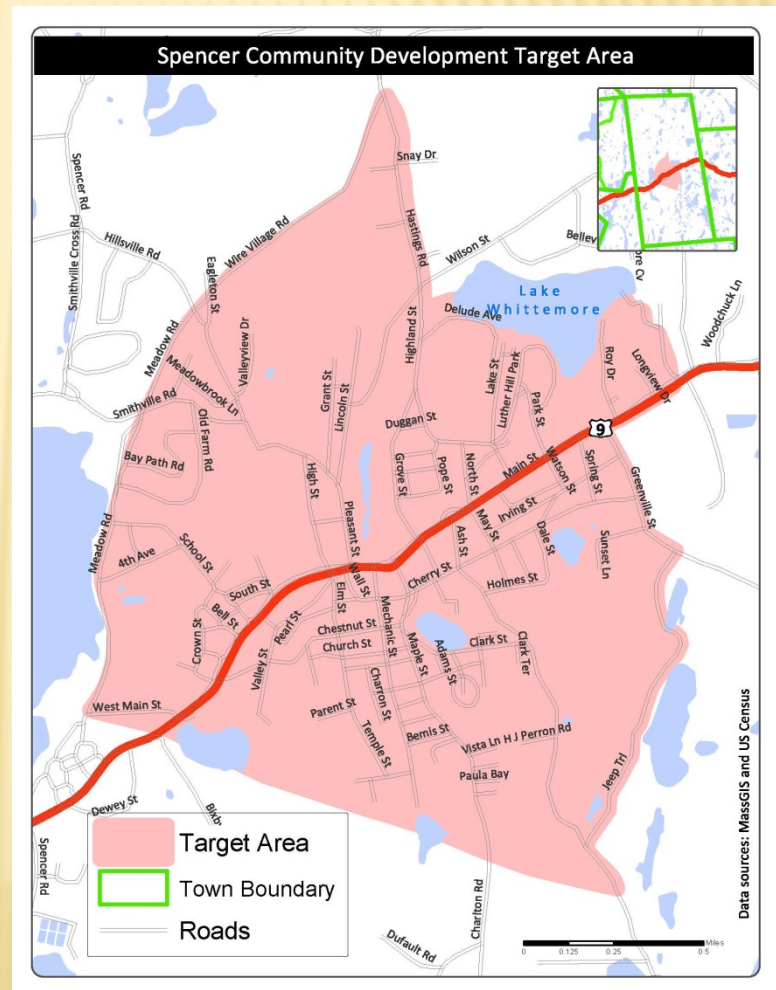 Spencer Community Development Target Area
Snay Dr
Spencer Rd
Hastings Rd
Smithville Cross Rd
Hillsville Rd
Wire Village Rd
Wilson St
Eagleton St
Woodchuck Ln
Lake
Whittemore
Delude Ave
Meadow Rd
Valleyview Dr
Highland St
Roy Dr
Longview Dr
Meadowbrook Ln
Grant St
Lincoln St
Lake St
Luther Hill Park
Park St
Smithville Rd
Old Farm Rd
Duggan St
9
Bay Path Rd
High St
Grove St
Pope St
North St
Main St
Watson St
Spring St
Greenville St
Pleasant St
May St
Irving St
Meadow Rd
4th Ave
School St
Ash St
Dale St
Sunset Ln
South St
Wall St
Cherry St
Holmes St
Bell St
Pearl St
Elm St
Mechanic St
Crown St
Chestnut St
Church St
Maple St
Adams St
Clark St
Clark Ter
Valley St
Charron St
West Main St
Parent St
Temple St
Bemis St
Vista Ln
H J Perron Rd
Paula Bay
Jeep Trl
Dewey St
Spencer Rd
Charlton Rd
Dufault Rd
Target Area
Town Boundary
Roads
Miles
0 0.125 0.25 0.5
Data sources: MassGIS and US Census